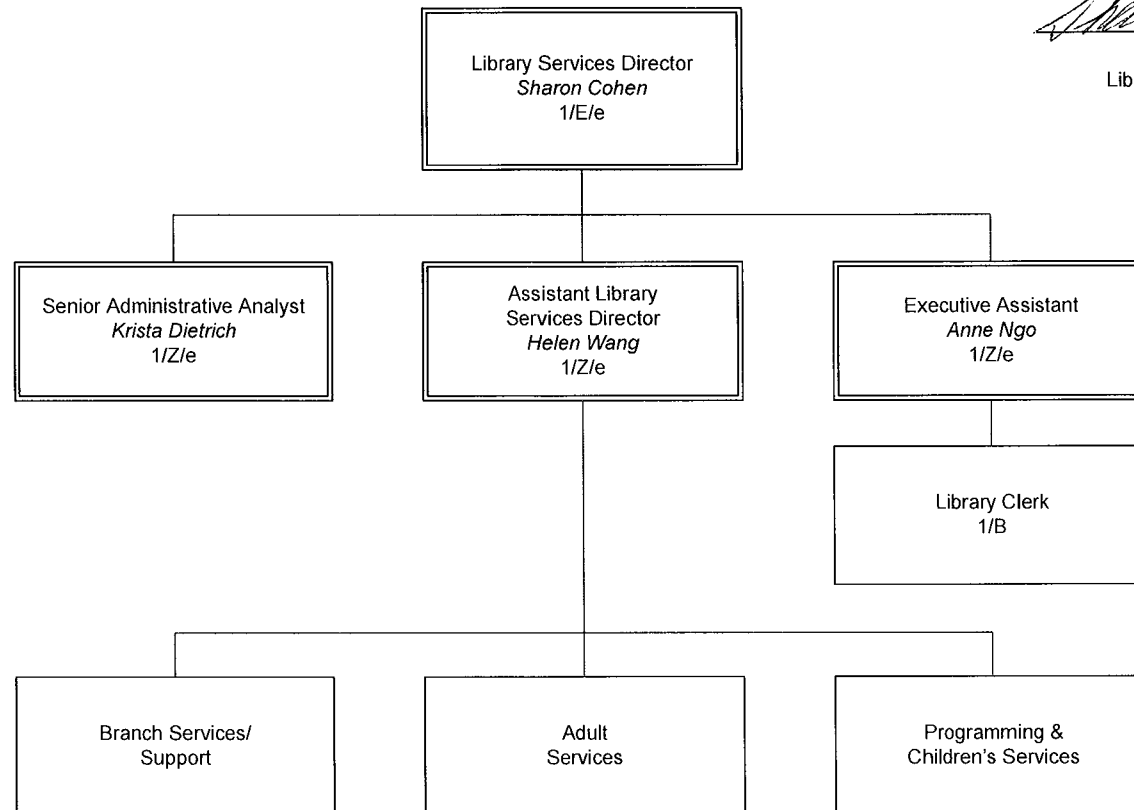 Library Services Director
Sharon Cohen
1/E/e
Lib
Senior Administrative Analyst
Krista Dietrich
1/Z/e
Assistant Library
Services Director
Helen Wang
1/Z/e
Executive Assistant
Anne Ngo
1/Z/e
Library Clerk
1/B
Branch Services/
Support
Adult
Services
Programming &
Children's Services